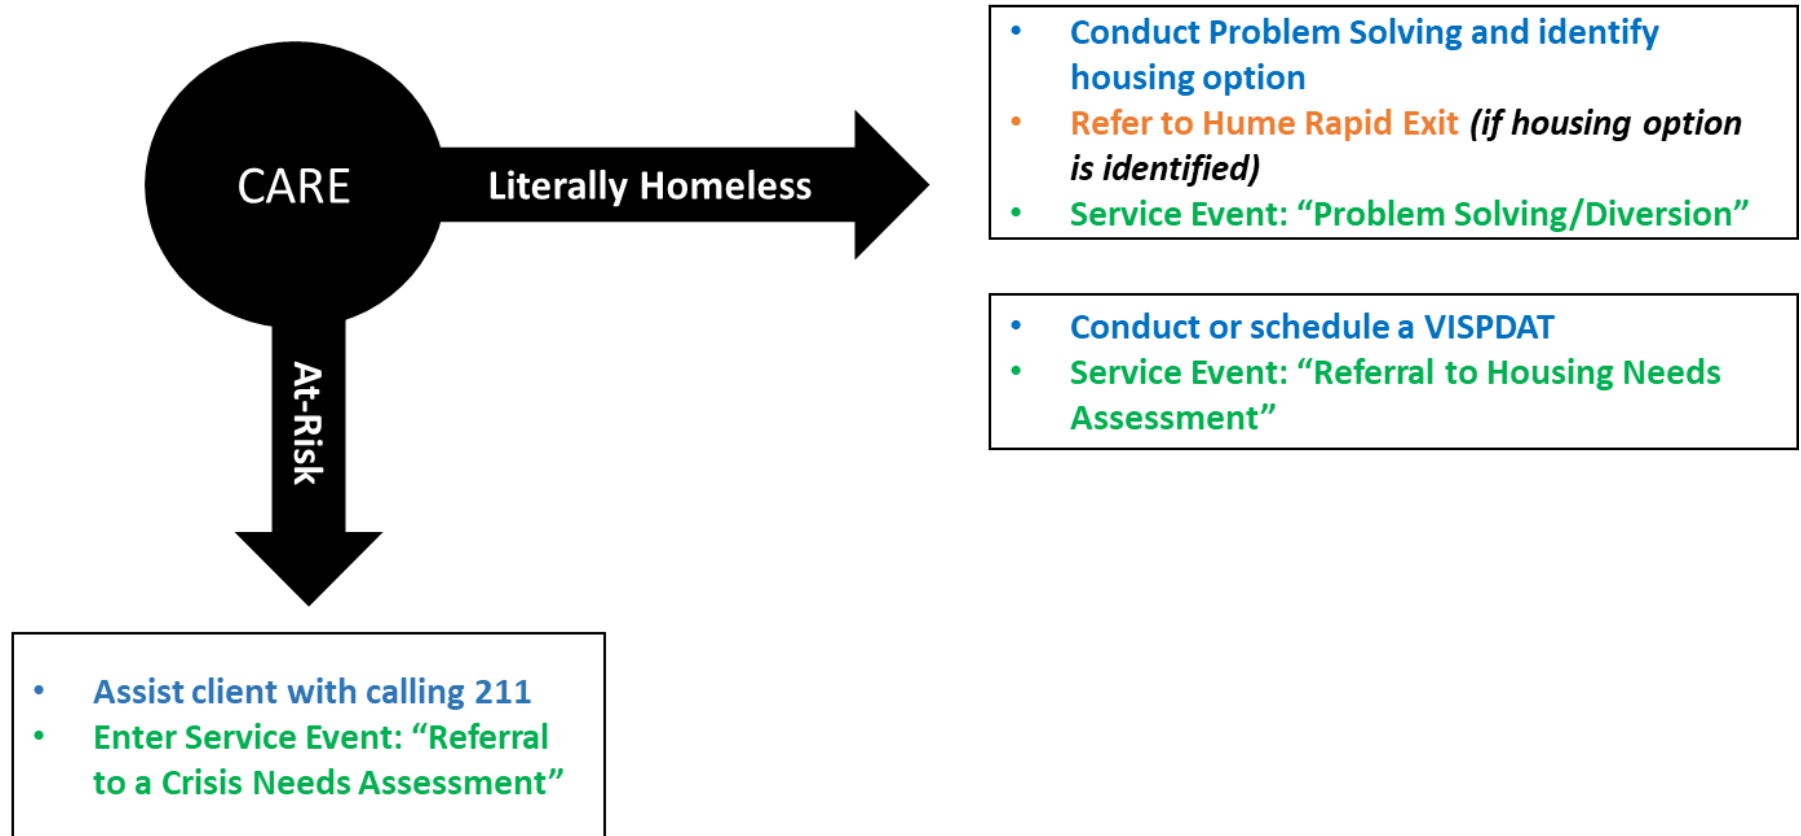 CARE
Literally Homeless
• Conduct Problem Solving and identify
housing option
• Refer to Hume Rapid Exit (if housing option
is identified)
• Service Event: “Problem Solving/Diversion”
• Conduct or schedule a VISPDAT
• Service Event: “Referral to Housing Needs
Assessment”
At-Risk
• Assist client with calling 211
• Enter Service Event: “Referral
to a Crisis Needs Assessment”